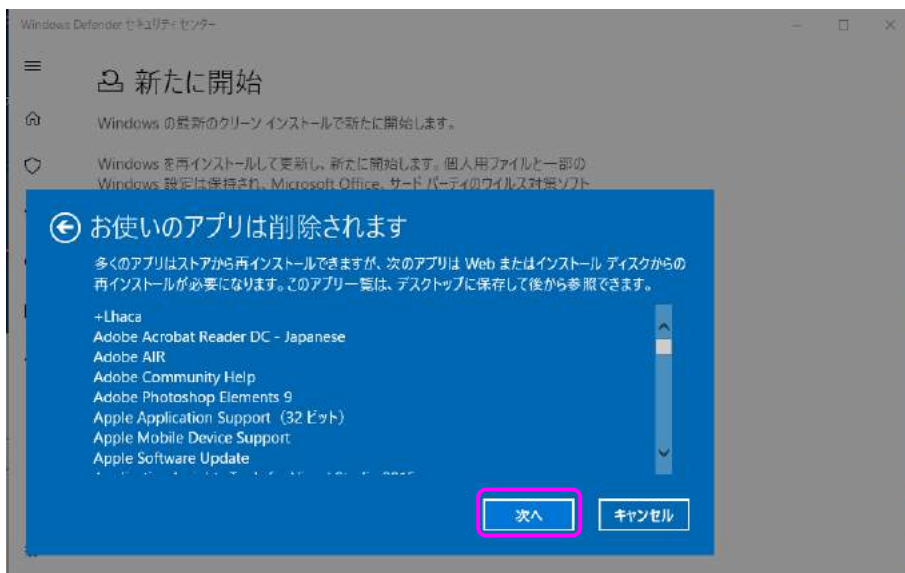 Windows Defender セキュリティ センター
新たに開始
Windows の最新のクリーン インストールで新たに開始します。
Windows を再インストールして更新し、新たに開始します。個人用ファイルと一部の
Windows 設定は保持され、Microsoft Office、サード パーティのウイルス対策ソフト
お使いのアプリは削除されます
多くのアプリはストアから再インストールできますが、次のアプリは Web またはインストール ディスクからの
再インストールが必要になります。このアプリ一覧は、デスクトップに保存して後から参照できます。
+Lhaca
Adobe Acrobat Reader DC - Japanese
Adobe AIR
Adobe Community Help
Adobe Photoshop Elements 9
Apple Application Support（32 ビット）
Apple Mobile Device Support
Apple Software Update
次へ
キャンセル